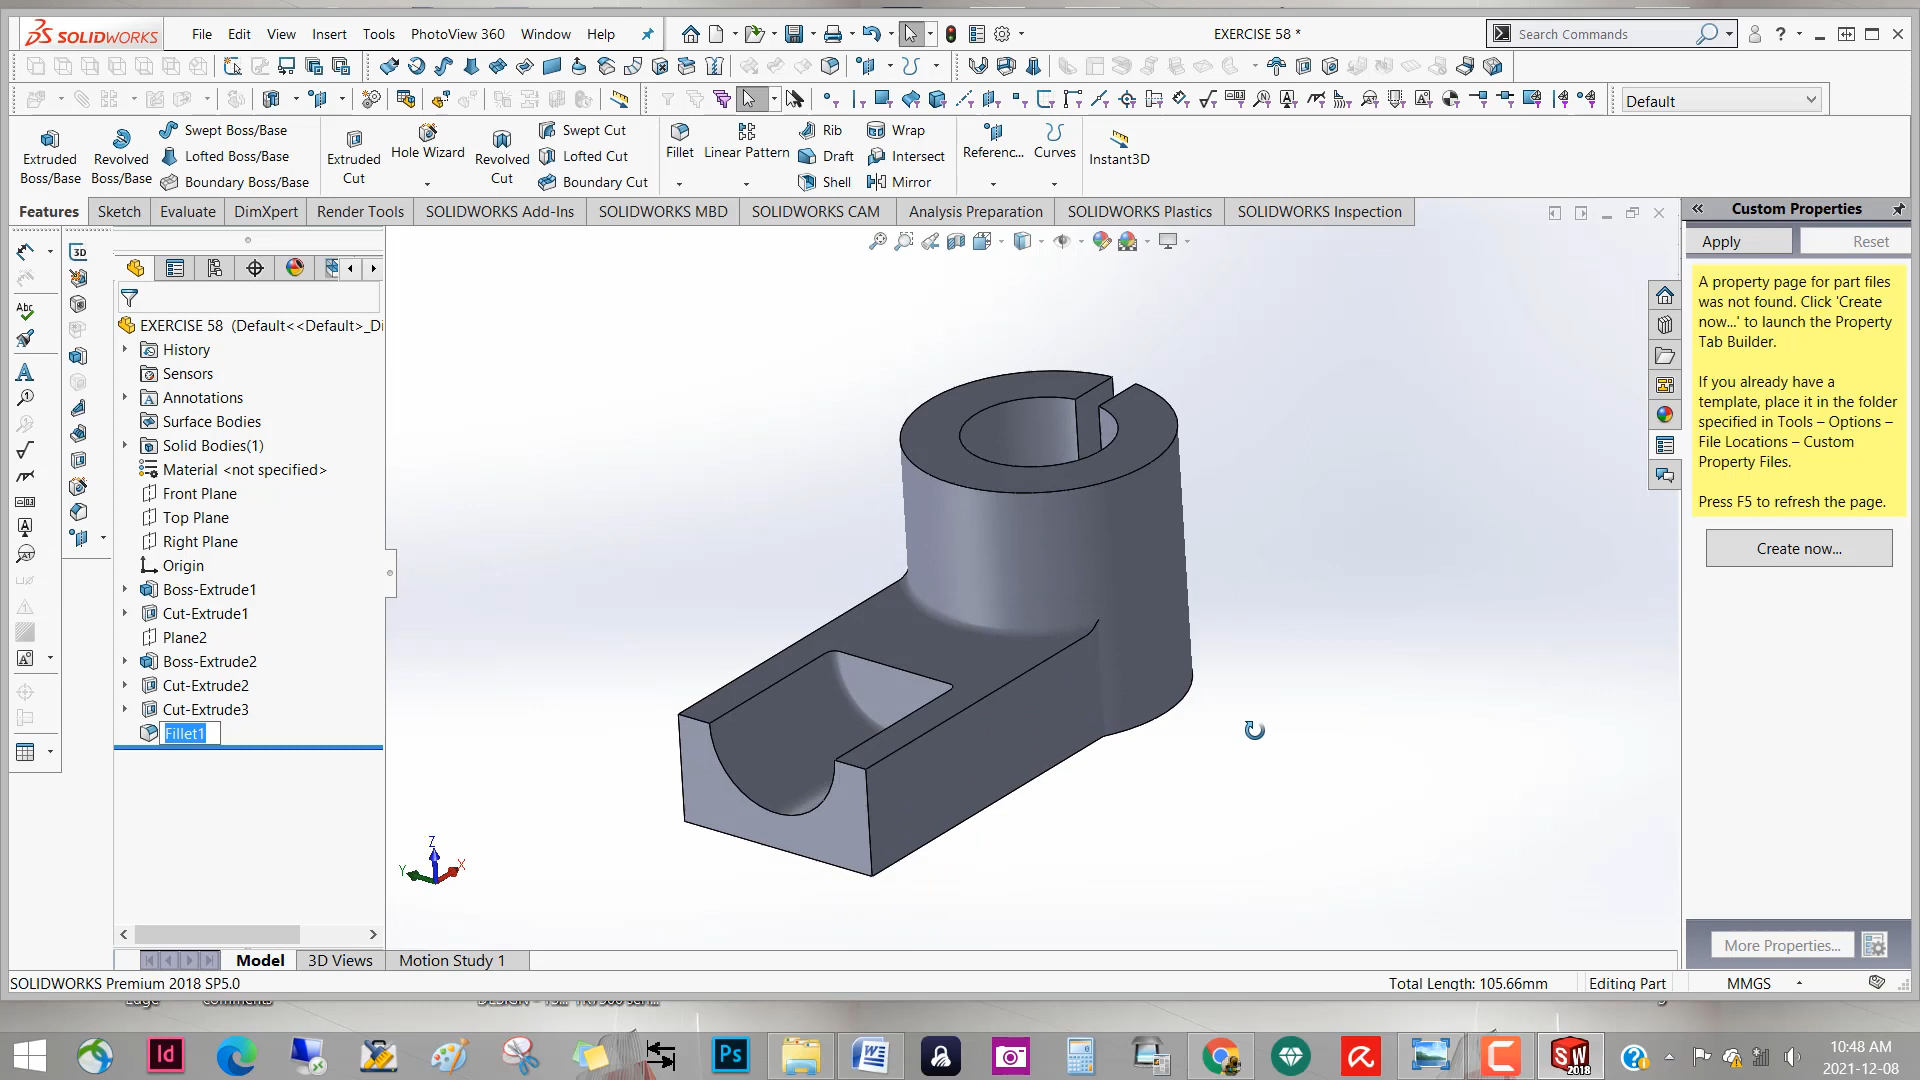 SOLIDWORKS
File Edit View Insert Tools PhotoView 360 Window Help
EXERCISE 58 *
Search Commands
Default
Extruded Boss/Base
Revolved Boss/Base
Swept Boss/Base
Lofted Boss/Base
Boundary Boss/Base
Extruded Cut
Hole Wizard
Revolved Cut
Swept Cut
Lofted Cut
Boundary Cut
Fillet
Linear Pattern
Rib
Draft
Shell
Wrap
Intersect
Mirror
Referenc...
Curves
Instant3D
Features Sketch Evaluate DimXpert Render Tools SOLIDWORKS Add-Ins SOLIDWORKS MBD SOLIDWORKS CAM Analysis Preparation SOLIDWORKS Plastics SOLIDWORKS Inspection
EXERCISE 58 (Default<<Default>_Di
History
Sensors
Annotations
Surface Bodies
Solid Bodies(1)
Material <not specified>
Front Plane
Top Plane
Right Plane
Origin
Boss-Extrude1
Cut-Extrude1
Plane2
Boss-Extrude2
Cut-Extrude2
Cut-Extrude3
Fillet1
Z
Y
X
Custom Properties
Apply
Reset
A property page for part files
was not found. Click 'Create
now...' to launch the Property
Tab Builder.
If you already have a
template, place it in the folder
specified in Tools – Options –
File Locations – Custom
Property Files.
Press F5 to refresh the page.
Create now...
More Properties...
Model 3D Views Motion Study 1
SOLIDWORKS Premium 2018 SP5.0
Total Length: 105.66mm
Editing Part
MMGS
10:48 AM
2021-12-08